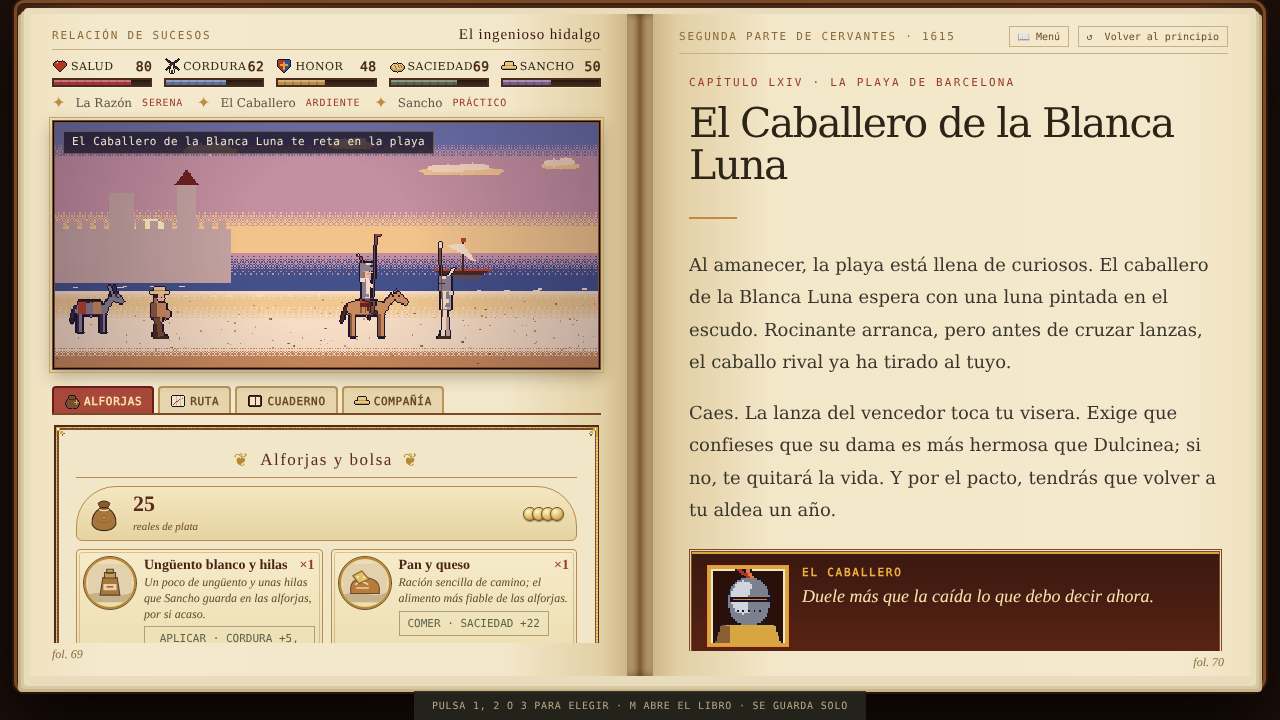 RELACIÓN DE SUCESOS
El ingenioso hidalgo
SALUD 80
CORDURA 62
HONOR 48
SACIEDAD 69
SANCHO 50
La Razón SERENA
El Caballero ARDIENTE
Sancho PRÁCTICO
El Caballero de la Blanca Luna te reta en la playa
ALFORJAS
RUTA
CUADERNO
COMPAÑÍA
Alforjas y bolsa
25
reales de plata
Ungüento blanco y hilas ×1
Un poco de ungüento y unas hilas
que Sancho guarda en las alforjas,
por si acaso.
APLICAR · CORDURA +5,
Pan y queso ×1
Ración sencilla de camino; el
alimento más fiable de las alforjas.
COMER · SACIEDAD +22
fol. 69
SEGUNDA PARTE DE CERVANTES · 1615
Menú
Volver al principio
CAPÍTULO LXIV · LA PLAYA DE BARCELONA
El Caballero de la Blanca
Luna
Al amanecer, la playa está llena de curiosos. El caballero
de la Blanca Luna espera con una luna pintada en el
escudo. Rocinante arranca, pero antes de cruzar lanzas,
el caballo rival ya ha tirado al tuyo.
Caes. La lanza del vencedor toca tu visera. Exige que
confieses que su dama es más hermosa que Dulcinea; si
no, te quitará la vida. Y por el pacto, tendrás que volver a
tu aldea un año.
EL CABALLERO
Duele más que la caída lo que debo decir ahora.
fol. 70
PULSA 1, 2 O 3 PARA ELEGIR · M ABRE EL LIBRO · SE GUARDA SOLO